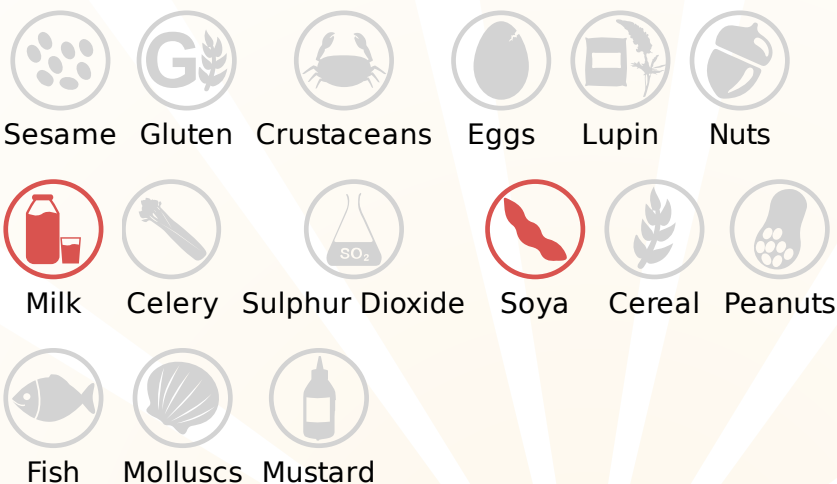 G
Sesame Gluten Crustaceans Eggs Lupin Nuts
SO₂
Milk Celery Sulphur Dioxide Soya Cereal Peanuts
Fish Molluscs Mustard